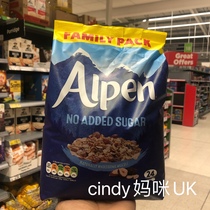 FAMILY PACK
Great
Offers
Alpen
NO ADDED SUGAR
24
cindy 妈咪 UK